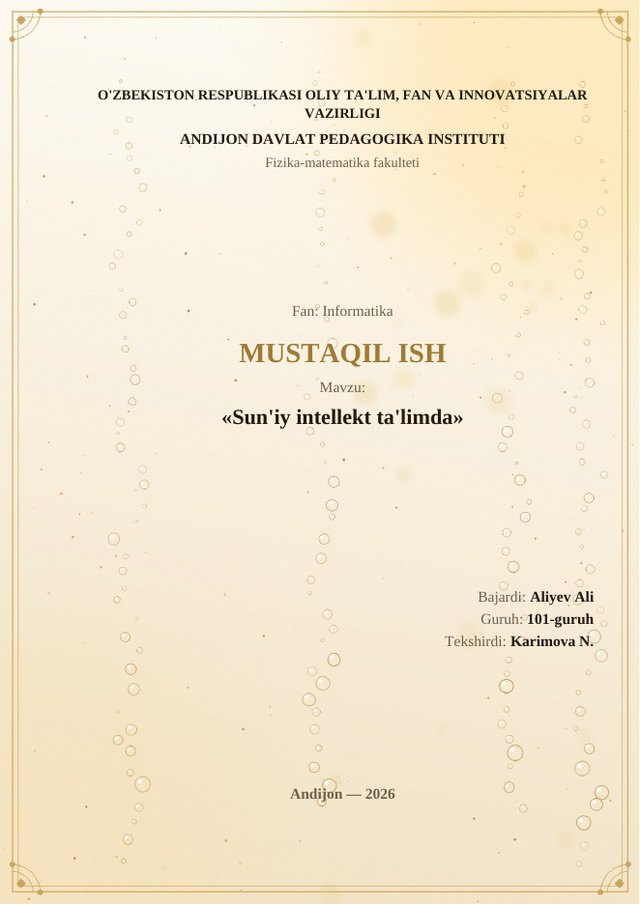 O'ZBEKISTON RESPUBLIKASI OLIY TA'LIM, FAN VA INNOVATSIYALAR
VAZIRLIGI
ANDIJON DAVLAT PEDAGOGIKA INSTITUTI
Fizika-matematika fakulteti
Fan: Informatika
MUSTAQIL ISH
Mavzu:
«Sun'iy intellekt ta'limda»
Bajardi: Aliyev Ali
Guruh: 101-guruh
Tekshirdi: Karimova N.
Andijon — 2026